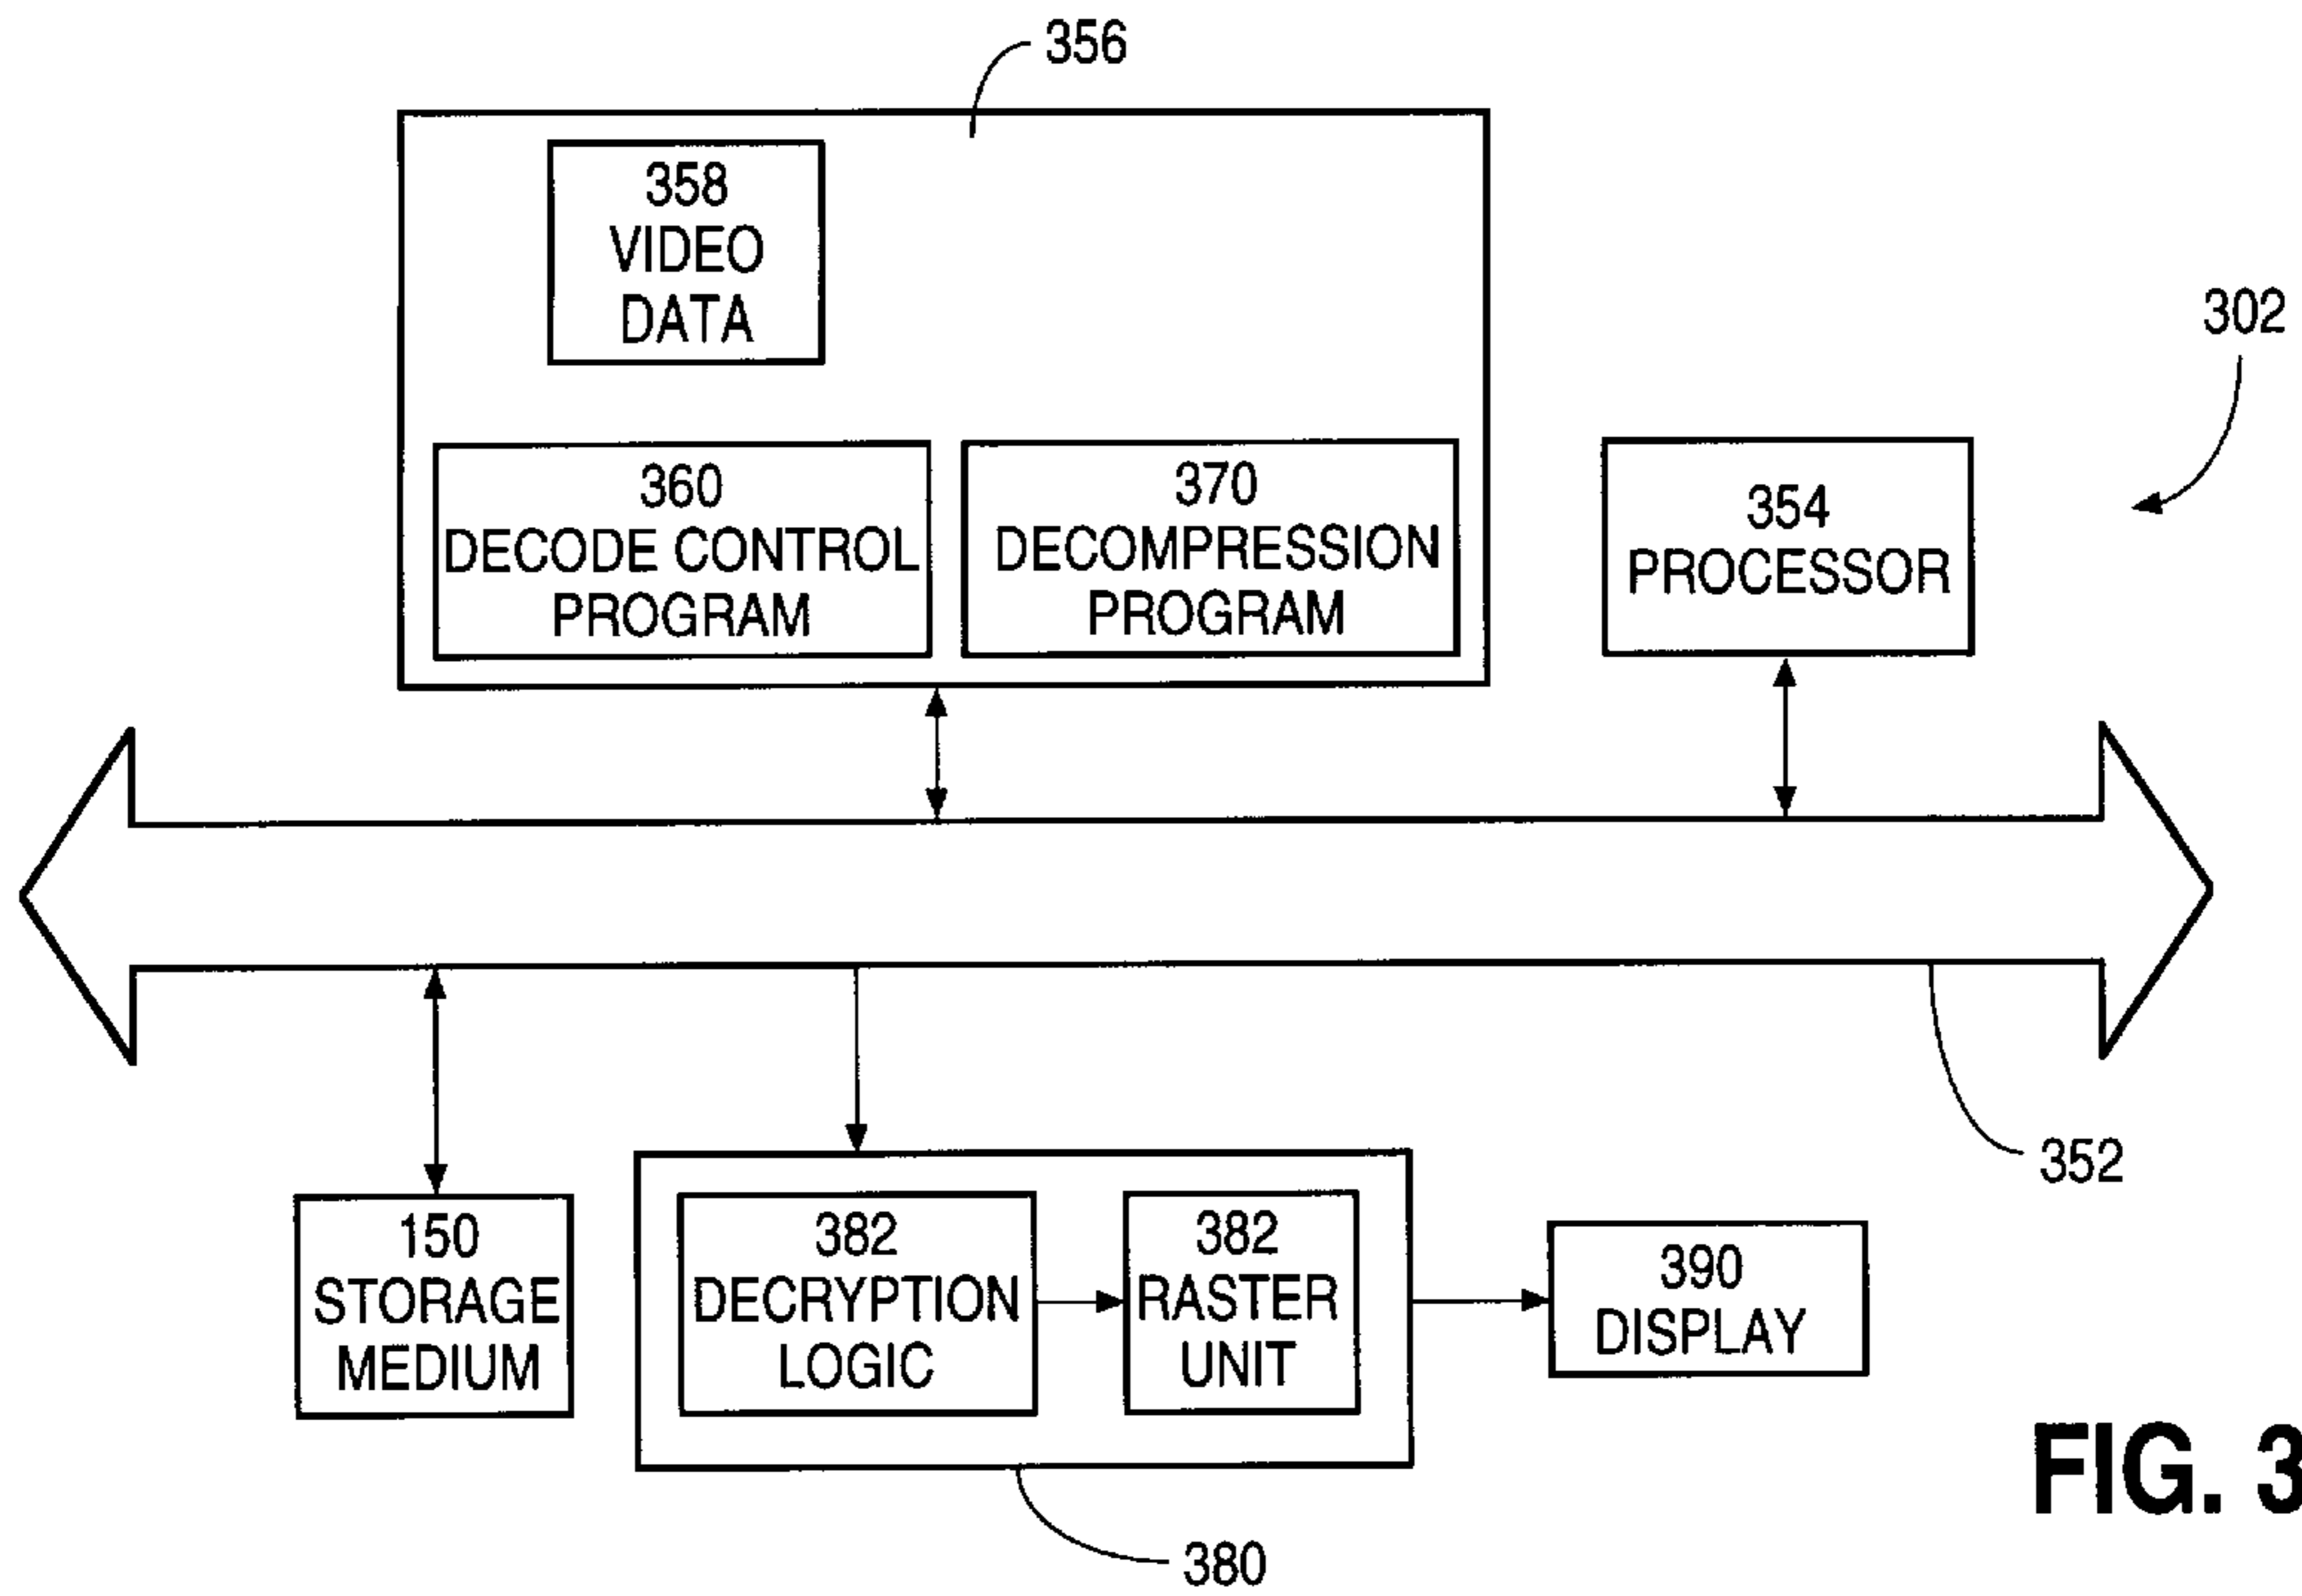 356
358
VIDEO
DATA
302
360
DECODE CONTROL
PROGRAM
370
DECOMPRESSION
PROGRAM
354
PROCESSOR
352
150
STORAGE
MEDIUM
382
DECRYPTION
LOGIC
382
RASTER
UNIT
390
DISPLAY
380
FIG. 3